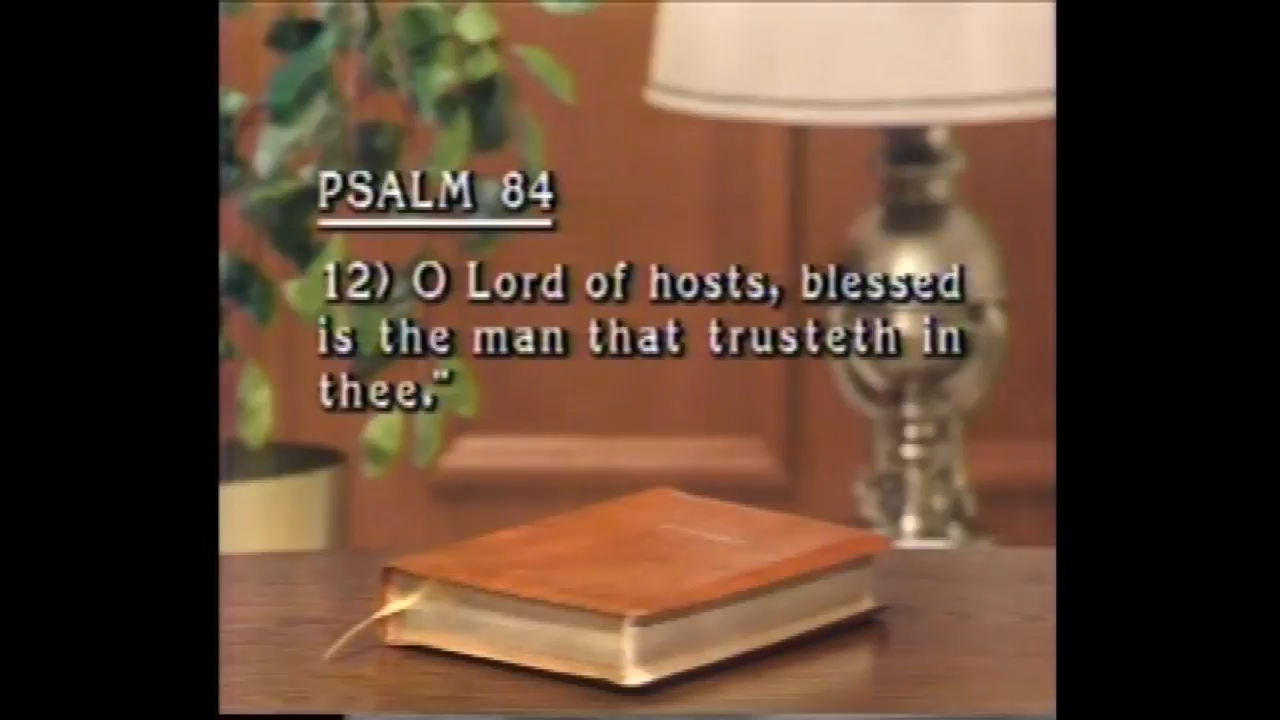 PSALM 84
12) O Lord of hosts, blessed
is the man that trusteth in
thee."